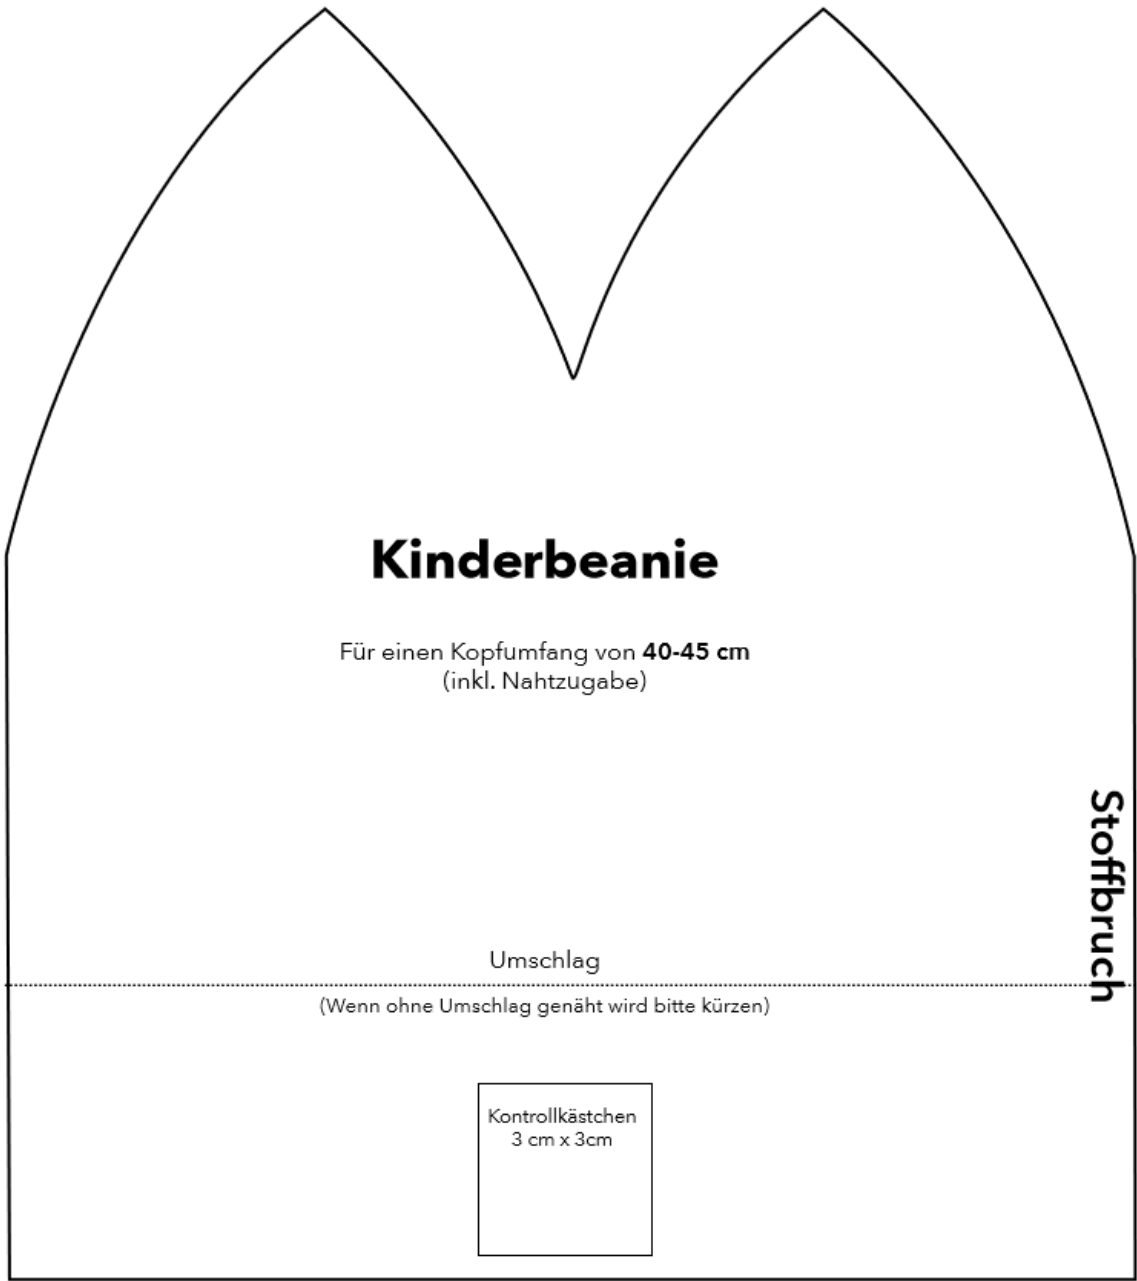 Kinderbeanie
Für einen Kopfumfang von 40-45 cm
(inkl. Nahtzugabe)
Stoffbruch
Umschlag
(Wenn ohne Umschlag genäht wird bitte kürzen)
Kontrollkästchen
3 cm x 3cm